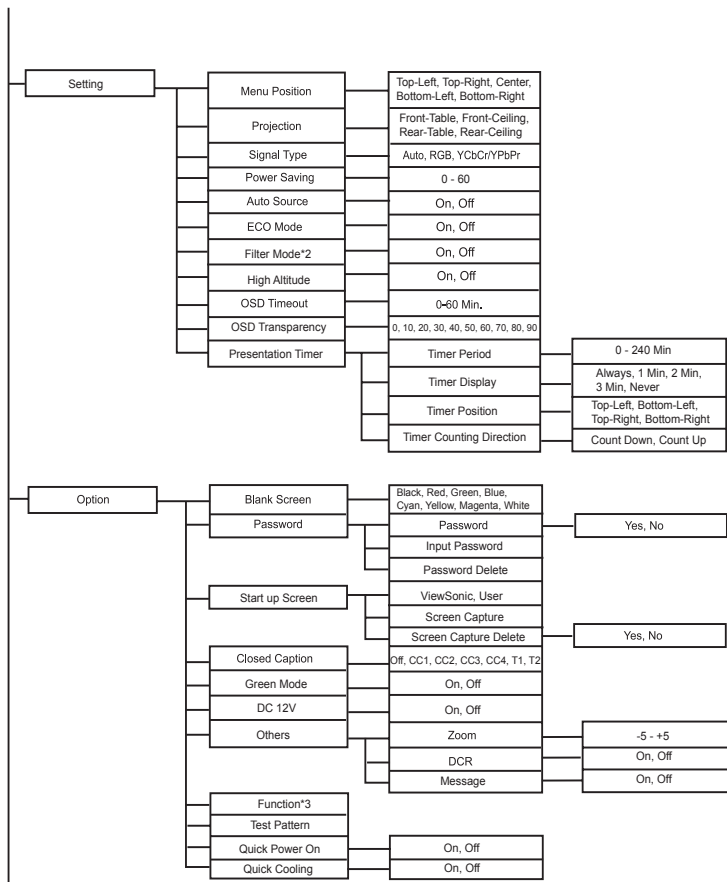 Setting
Menu Position
Top-Left, Top-Right, Center,
Bottom-Left, Bottom-Right
Projection
Front-Table, Front-Ceiling,
Rear-Table, Rear-Ceiling
Signal Type
Auto, RGB, YCbCr/YPbPr
Power Saving
0 - 60
Auto Source
On, Off
ECO Mode
On, Off
Filter Mode*2
On, Off
High Altitude
On, Off
OSD Timeout
0-60 Min.
OSD Transparency
0, 10, 20, 30, 40, 50, 60, 70, 80, 90
Presentation Timer
Timer Period
0 - 240 Min
Timer Display
Always, 1 Min, 2 Min,
3 Min, Never
Timer Position
Top-Left, Bottom-Left,
Top-Right, Bottom-Right
Timer Counting Direction
Count Down, Count Up
Option
Blank Screen
Black, Red, Green, Blue,
Cyan, Yellow, Magenta, White
Password
Password
Yes, No
Input Password
Password Delete
Start up Screen
ViewSonic, User
Screen Capture
Screen Capture Delete
Yes, No
Closed Caption
Off, CC1, CC2, CC3, CC4, T1, T2
Green Mode
On, Off
DC 12V
On, Off
Others
Zoom
-5 - +5
DCR
On, Off
Message
On, Off
Function*3
Test Pattern
Quick Power On
On, Off
Quick Cooling
On, Off